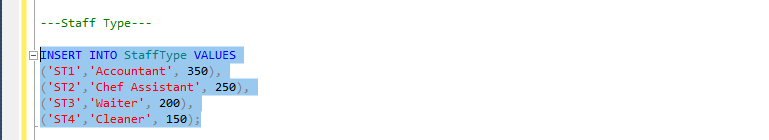 ---Staff Type---
INSERT INTO StaffType VALUES
('ST1','Accountant', 350),
('ST2','Chef Assistant', 250),
('ST3','Waiter', 200),
('ST4','Cleaner', 150);